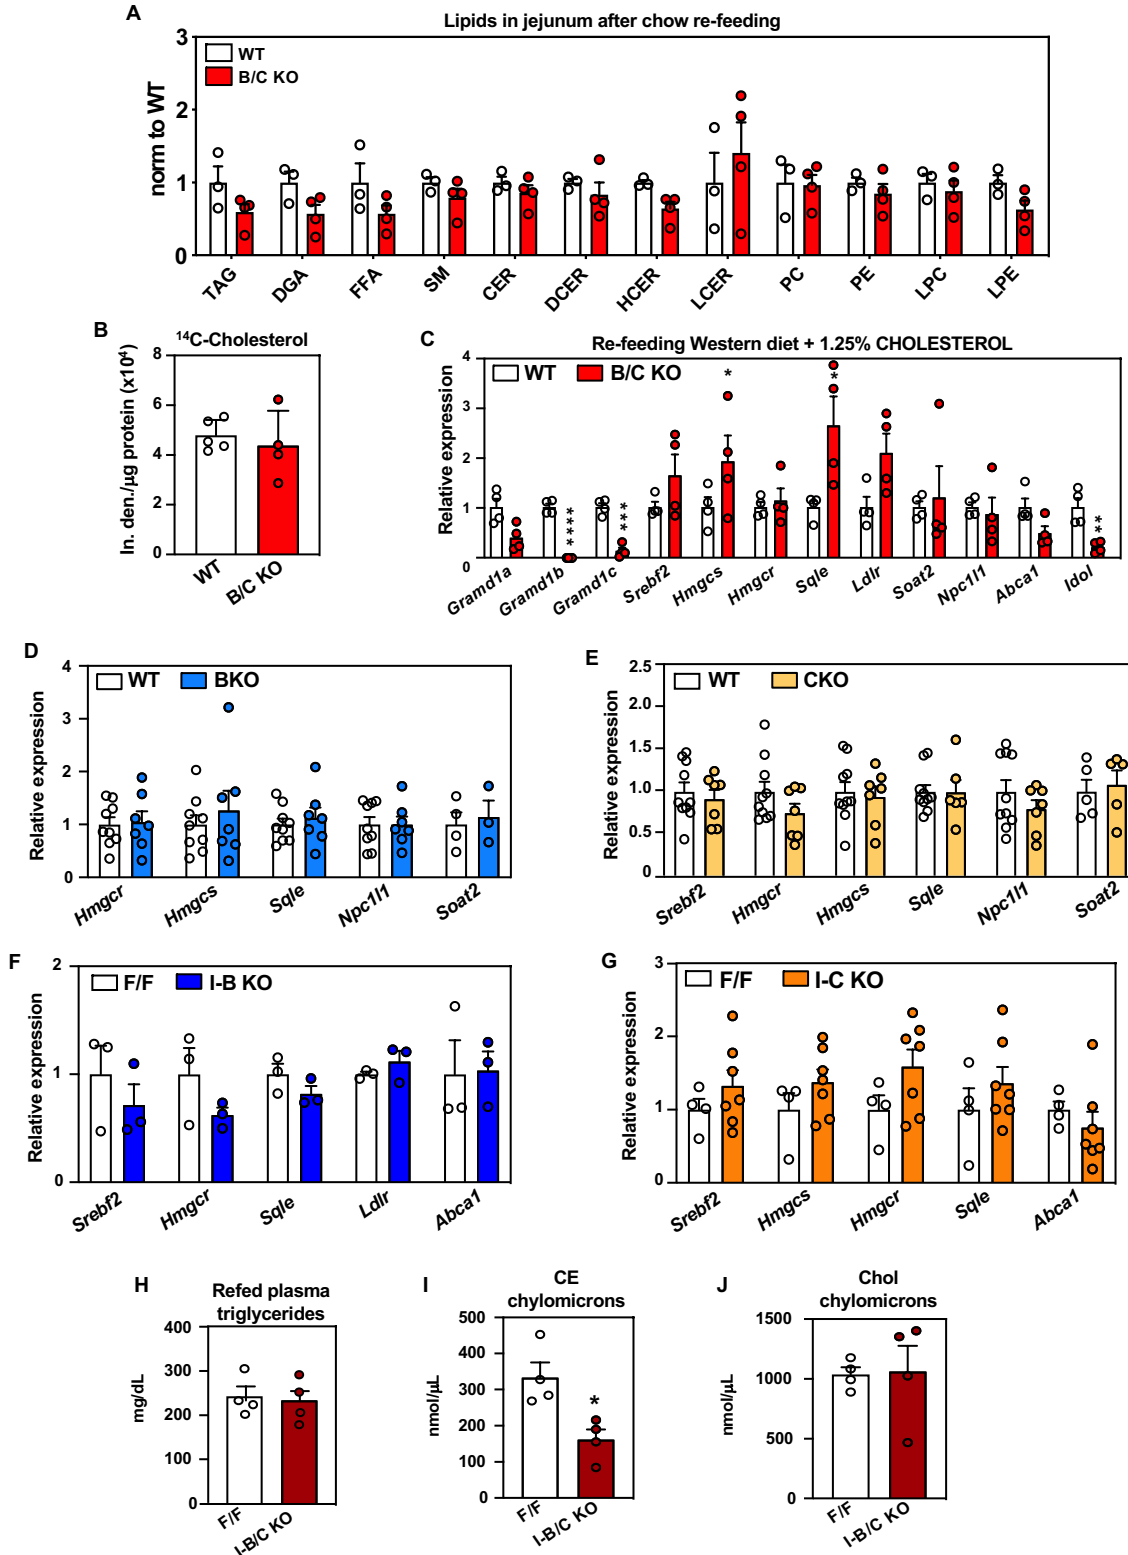 A
Lipids in jejunum after chow re-feeding
norm to WT
3
2
1
0
WT
B/C KO
TAG
DGA
FFA
SM
CER
DCER
HCER
LCER
PC
PE
LPC
LPE
B
14C-Cholesterol
In. den./µg protein (x10⁴)
8
6
4
2
0
WT
B/C KO
C
Re-feeding Western diet + 1.25% CHOLESTEROL
Relative expression
4
3
2
1
0
WT
B/C KO
****
***
*
*
**
Gramd1a
Gramd1b
Gramd1c
Srebf2
Hmgcs
Hmgcr
Sqle
Ldlr
Soat2
Npc1l1
Abca1
Idol
D
Relative expression
4
3
2
1
0
WT
BKO
Hmgcr
Hmgcs
Sqle
Npc1l1
Soat2
E
Relative expression
2.5
2.0
1.5
1.0
0.5
0
WT
CKO
Srebf2
Hmgcr
Hmgcs
Sqle
Npc1l1
Soat2
F
Relative expression
2
1
0
F/F
I-B KO
Srebf2
Hmgcr
Sqle
Ldlr
Abca1
G
Relative expression
3
2
1
0
F/F
I-C KO
Srebf2
Hmgcs
Hmgcr
Sqle
Abca1
H
Refed plasma
triglycerides
mg/dL
400
300
200
100
0
F/F
I-B/C KO
I
CE
chylomicrons
nmol/µL
500
400
300
200
100
0
*
F/F
I-B/C KO
J
Chol
chylomicrons
nmol/µL
1500
1000
500
0
F/F
I-B/C KO